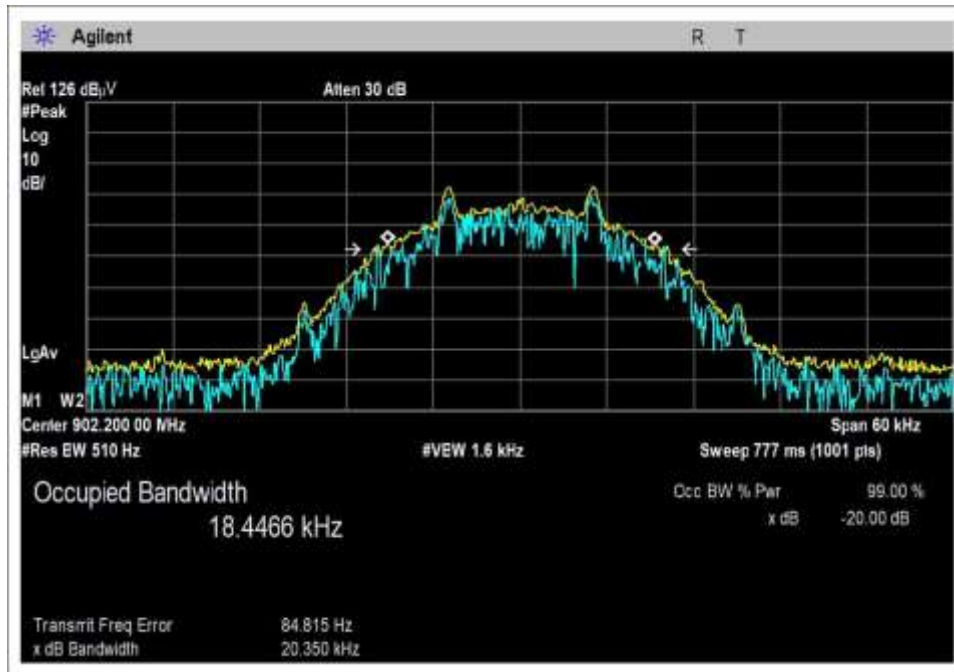 Agilent
R T
Ref 126 dBµV
Atten 30 dB
#Peak
Log
10
dB/
LgAv
M1 W2
Center 902.200 00 MHz
Span 60 kHz
#Res BW 510 Hz
#VBW 1.6 kHz
Sweep 777 ms (1001 pts)
Occupied Bandwidth
18.4466 kHz
Occ BW % Pwr 99.00 %
x dB -20.00 dB
Transmit Freq Error 84.815 Hz
x dB Bandwidth 20.350 kHz